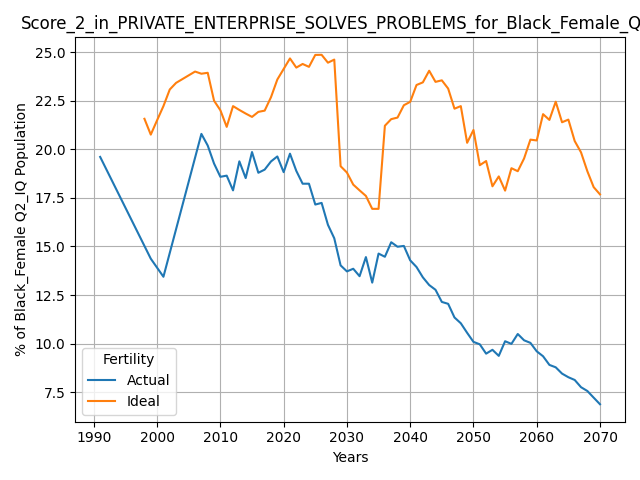 Score_2_in_PRIVATE_ENTERPRISE_SOLVES_PROBLEMS_for_Black_Female_Q
% of Black_Female Q2_IQ Population
25.0
22.5
20.0
17.5
15.0
12.5
10.0
7.5
Fertility
Actual
Ideal
1990 2000 2010 2020 2030 2040 2050 2060 2070
Years